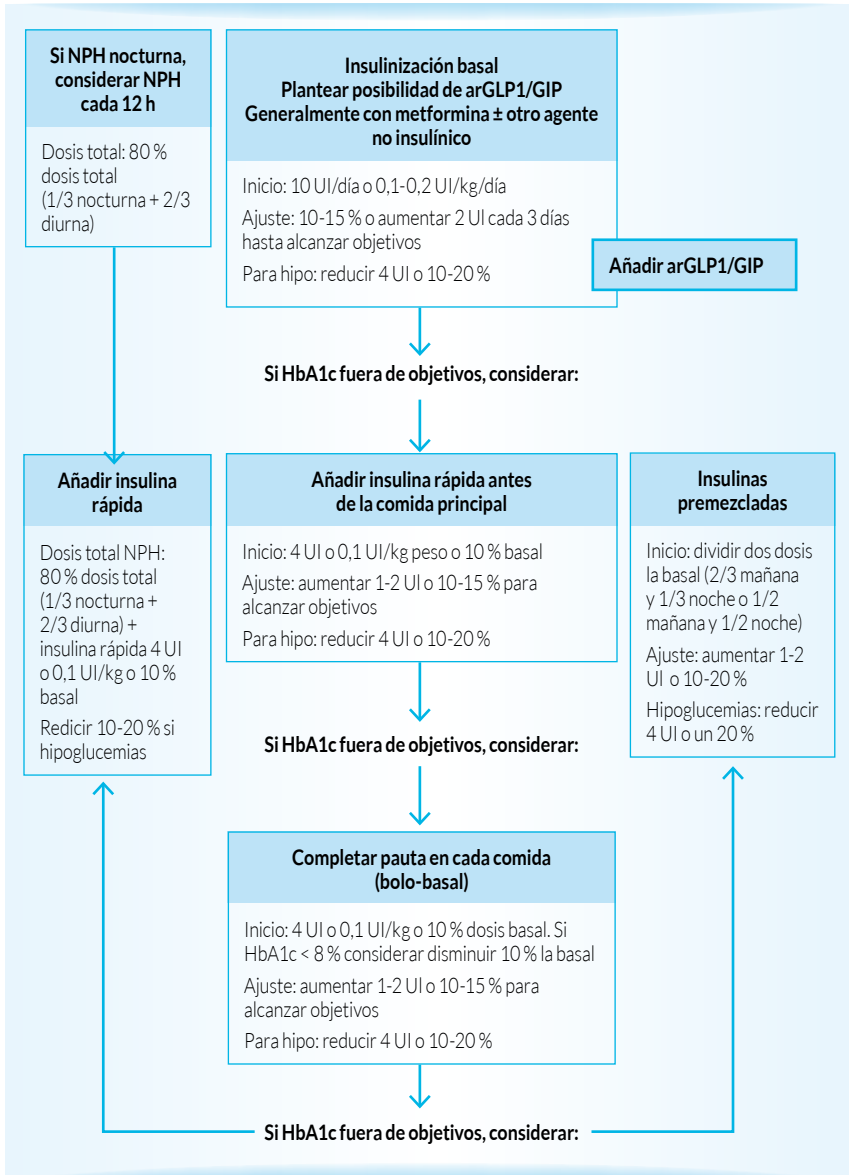 Si NPH nocturna,
considerar NPH
cada 12 h
Dosis total: 80 %
dosis total
(1/3 nocturna + 2/3
diurna)
Insulinización basal
Plantear posibilidad de arGLP1/GIP
Generalmente con metformina ± otro agente
no insulínico
Inicio: 10 UI/día o 0,1-0,2 UI/kg/día
Ajuste: 10-15 % o aumentar 2 UI cada 3 días
hasta alcanzar objetivos
Para hipo: reducir 4 UI o 10-20 %
Añadir arGLP1/GIP
Si HbA1c fuera de objetivos, considerar:
Añadir insulina
rápida
Dosis total NPH:
80 % dosis total
(1/3 nocturna +
2/3 diurna) +
insulina rápida 4 UI
o 0,1 UI/kg o 10 %
basal
Redicir 10-20 % si
hipoglucemias
Añadir insulina rápida antes
de la comida principal
Inicio: 4 UI o 0,1 UI/kg peso o 10 % basal
Ajuste: aumentar 1-2 UI o 10-15 % para
alcanzar objetivos
Para hipo: reducir 4 UI o 10-20 %
Insulinas
premezcladas
Inicio: dividir dos dosis
la basal (2/3 mañana
y 1/3 noche o 1/2
mañana y 1/2 noche)
Ajuste: aumentar 1-2
UI o 10-20 %
Hipoglucemias: reducir
4 UI o un 20 %
Si HbA1c fuera de objetivos, considerar:
Completar pauta en cada comida
(bolo-basal)
Inicio: 4 UI o 0,1 UI/kg o 10 % dosis basal. Si
HbA1c < 8 % considerar disminuir 10 % la basal
Ajuste: aumentar 1-2 UI o 10-15 % para
alcanzar objetivos
Para hipo: reducir 4 UI o 10-20 %
Si HbA1c fuera de objetivos, considerar: